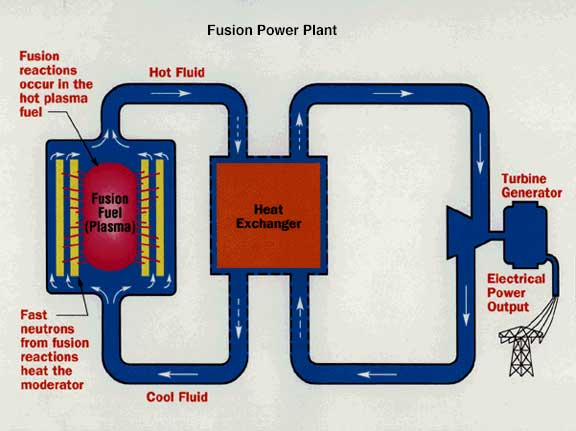 Fusion Power Plant
Fusion
reactions
occur in the
hot plasma
fuel
Hot Fluid
Fusion
Fuel
(Plasma)
Heat
Exchanger
Turbine
Generator
Electrical
Power
Output
Fast
neutrons
from fusion
reactions
heat the
moderator
Cool Fluid